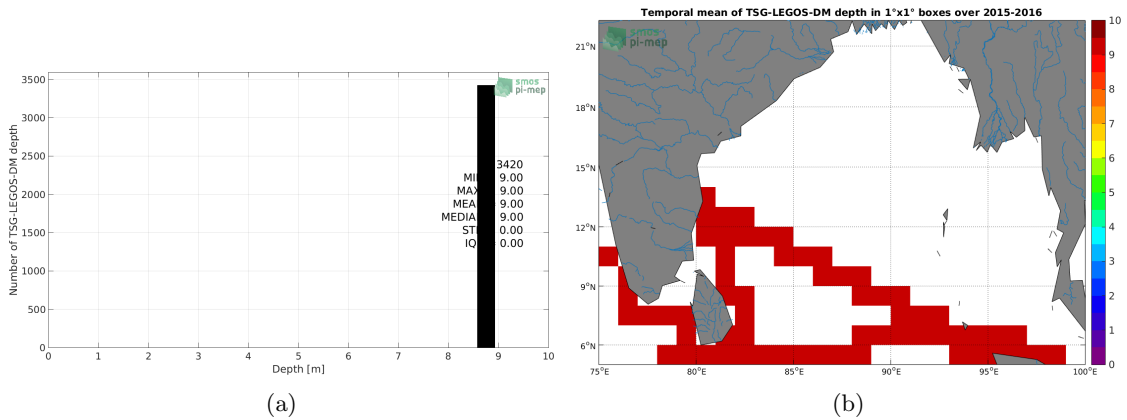 smos
pi-mep
3500
3000
2500
2000
1500
1000
500
0
Number of TSG-LEGOS-DM depth
3420
9.00
9.00
9.00
MEDIAN 9.00
0.00
0.00
0 1 2 3 4 5 6 7 8 9 10
Depth [m]
(a)
Temporal mean of TSG-LEGOS-DM depth in 1°x1° boxes over 2015-2016
smos
pi-mep
21°N
18°N
15°N
12°N
9°N
6°N
75°E 80°E 85°E 90°E 95°E 100°E
10
9
8
7
6
5
4
3
2
1
0
(b)